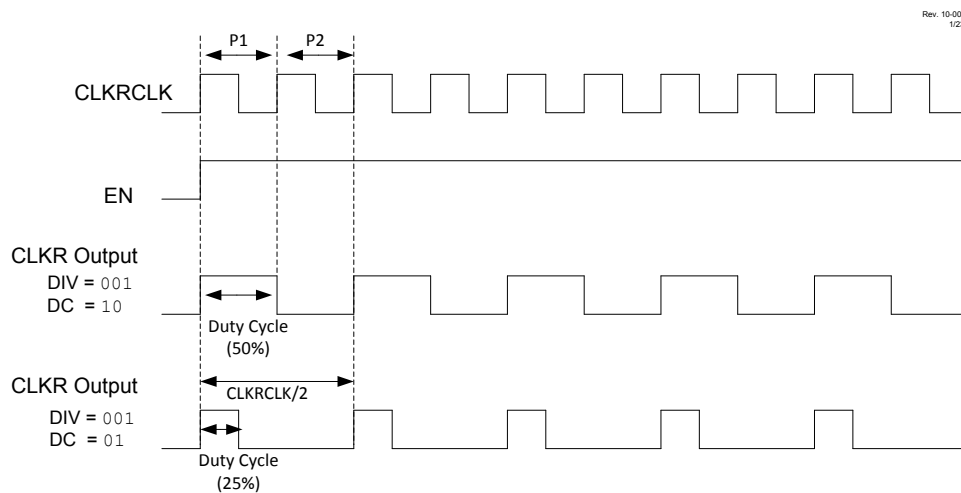 Rev. 10-00
1/23
P1 P2
CLKRCLK
EN
CLKR Output
DIV = 001
DC = 10
Duty Cycle
(50%)
CLKR Output
CLKRCLK/2
DIV = 001
DC = 01
Duty Cycle
(25%)